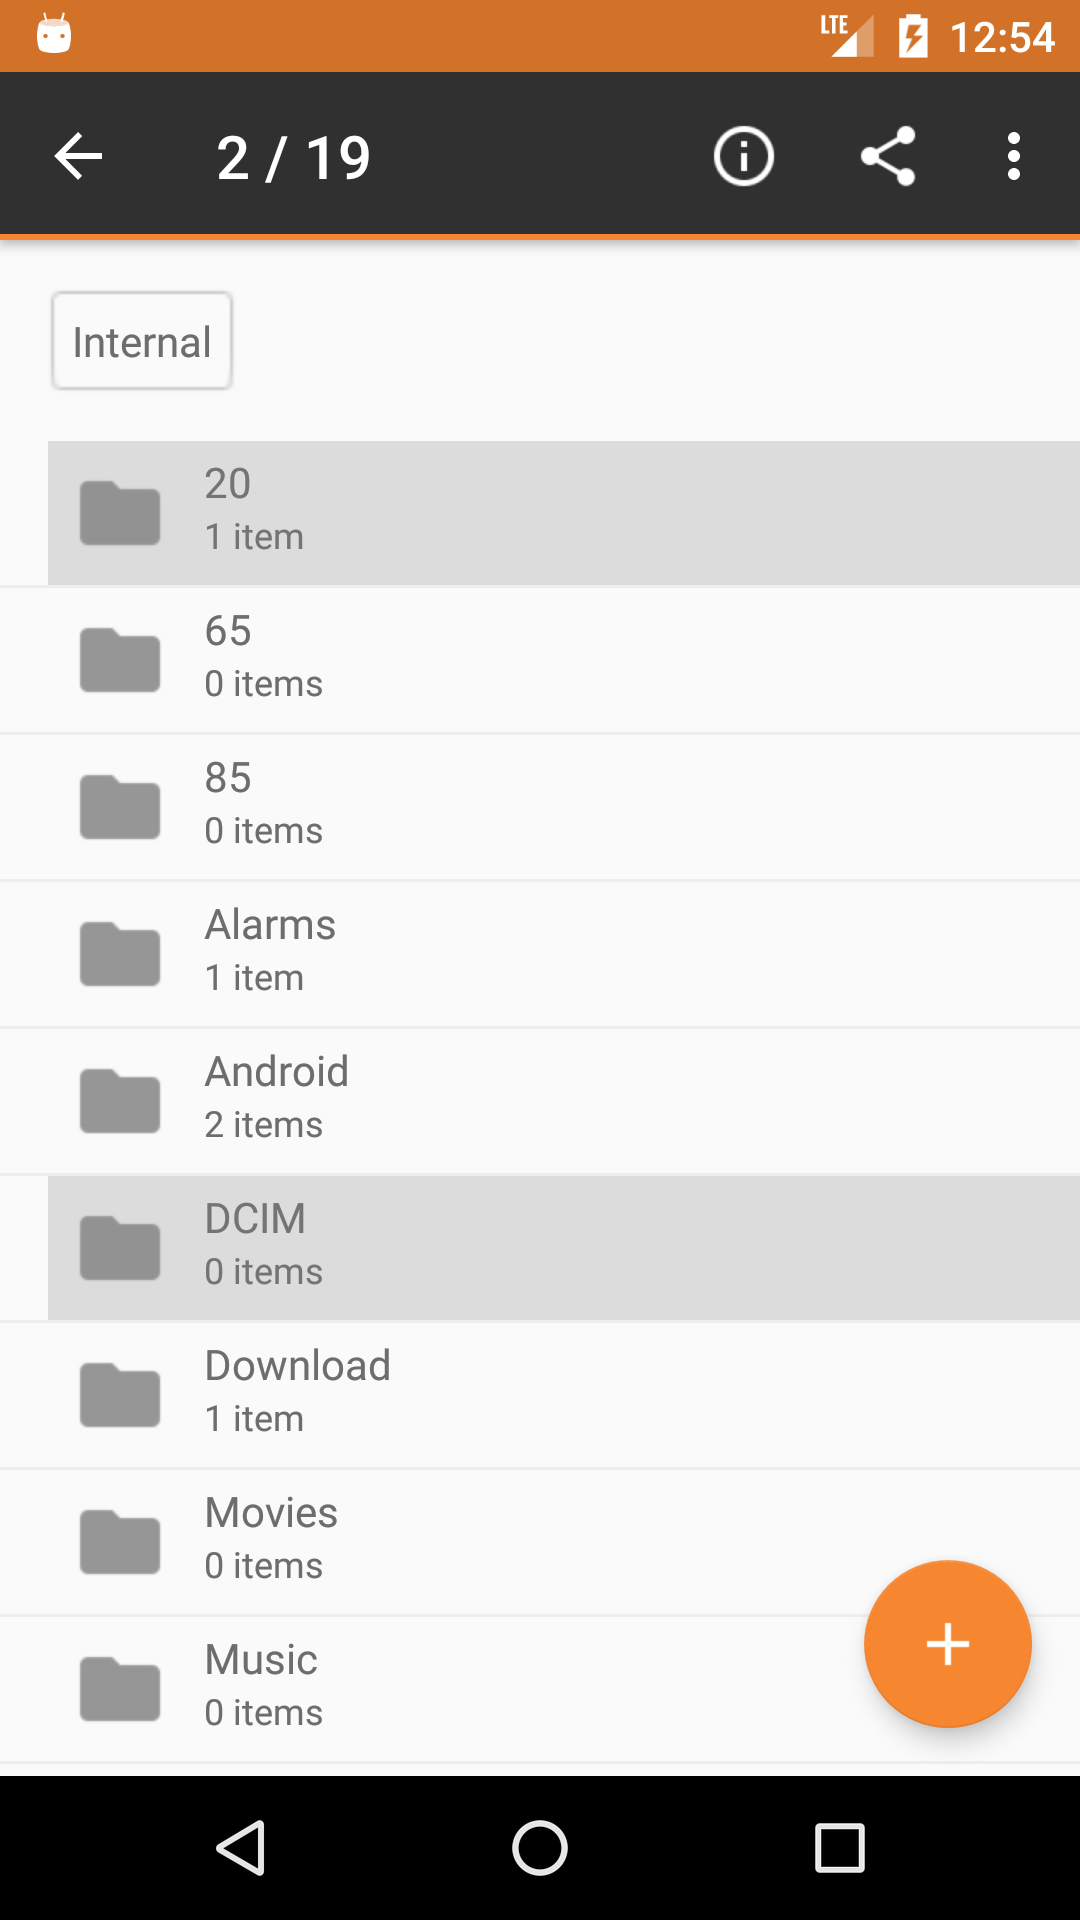 LTE 12:54
2 / 19
Internal
20
1 item
65
0 items
85
0 items
Alarms
1 item
Android
2 items
DCIM
0 items
Download
1 item
Movies
0 items
Music
0 items